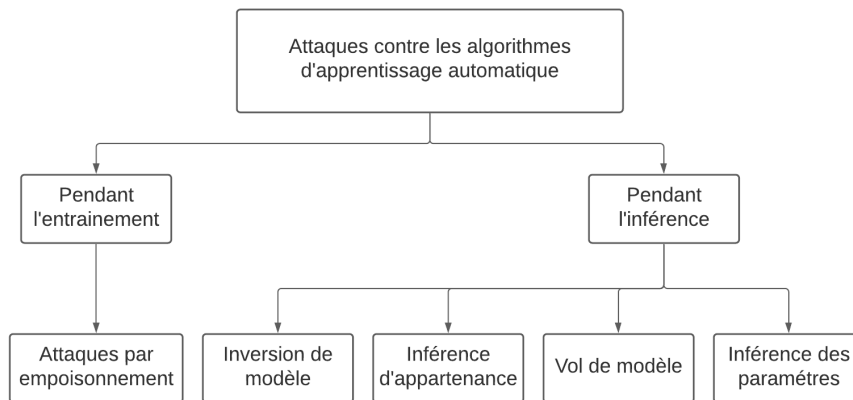 Attaques contre les algorithmes
d'apprentissage automatique
Pendant
l'entrainement
Pendant
l'inférence
Attaques par
empoisonnement
Inversion de
modèle
Inférence
d'appartenance
Vol de modèle
Inférence des
paramétres